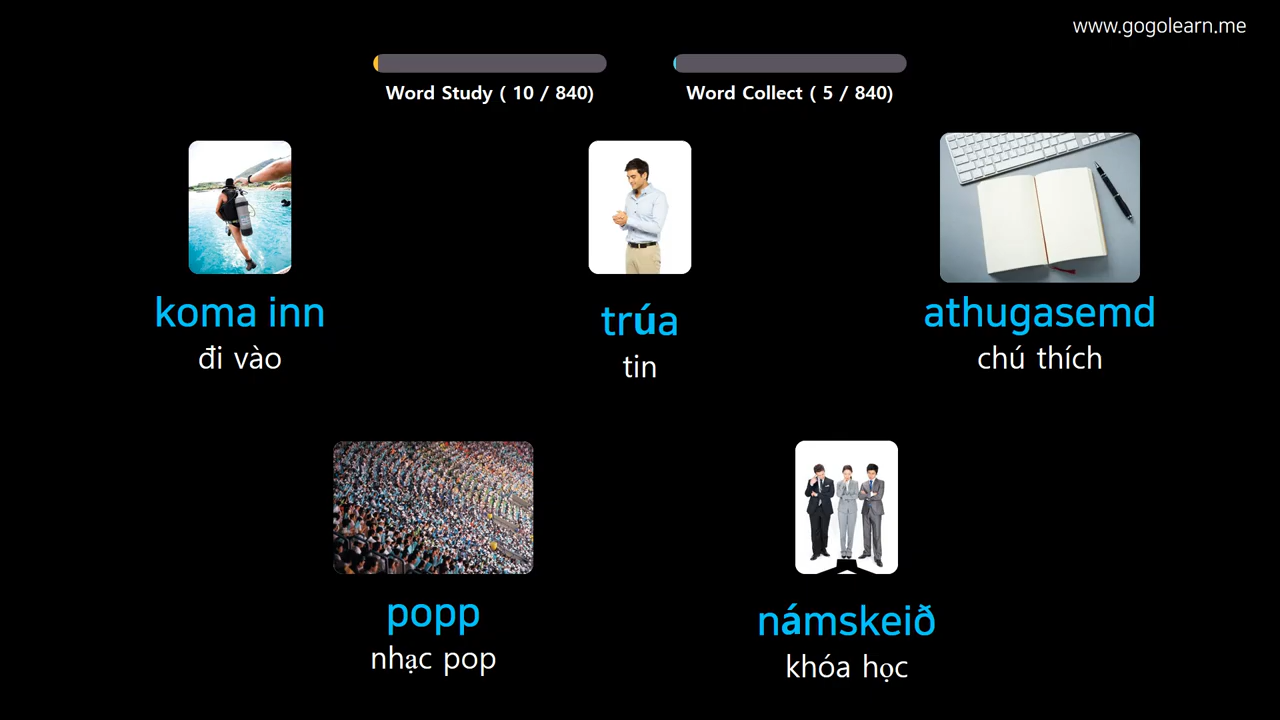 www.gogolearn.me
Word Study ( 10 / 840)
Word Collect ( 5 / 840)
koma inn
đi vào
trúa
tin
athugasemd
chú thích
popp
nhạc pop
námskeið
khóa học